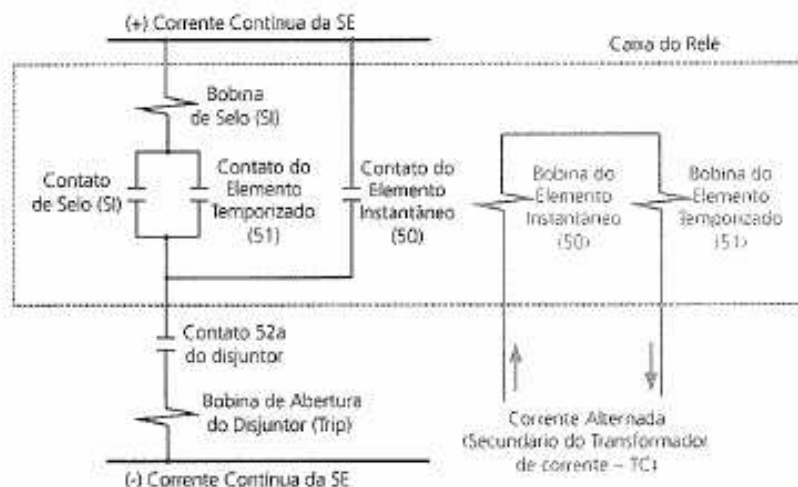 (+) Corrente Contínua da SE
Caixa do Relé
Bobina
de Selo (SI)
Contato
de Selo (SI)
Contato do
Elemento
Temporizado
(51)
Contato do
Elemento
Instantâneo
(50)
Bobina do
Elemento
Instantâneo
(50)
Bobina do
Elemento
Temporizado
(51)
Contato 52a
do disjuntor
Bobina de Abertura
do Disjuntor (Trip)
Corrente Alternada
(Secundário do Transformador
de corrente – TC)
(-) Corrente Contínua da SE